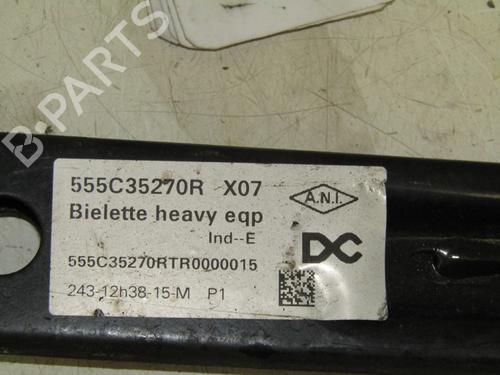 B-PARTS
555C35270R X07
Bielette heavy eqp
Ind--E
A.N.I.
DC
555C35270RTR0000015
243-12h38-15-M P1